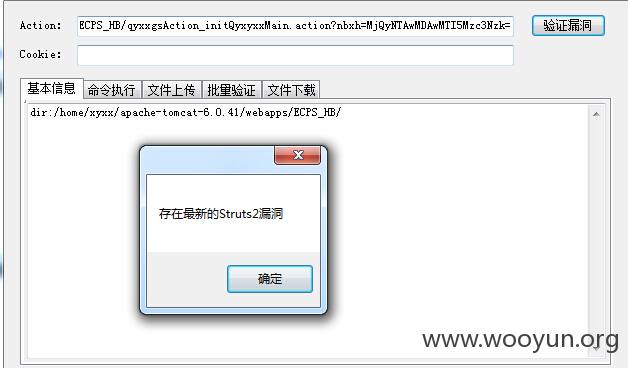 Action: ECPS_HB/qyxxgsAction_initQyxyxxMain.action?nbxh=MjQyNTAwMDAwMTI5Mzc3Nzk= 验证漏洞
Cookie:
基本信息 命令执行 文件上传 批量验证 文件下载
dir:/home/xyxx/apache-tomcat-6.0.41/webapps/ECPS_HB/
存在最新的Struts2漏洞
确定
www.wooyun.org